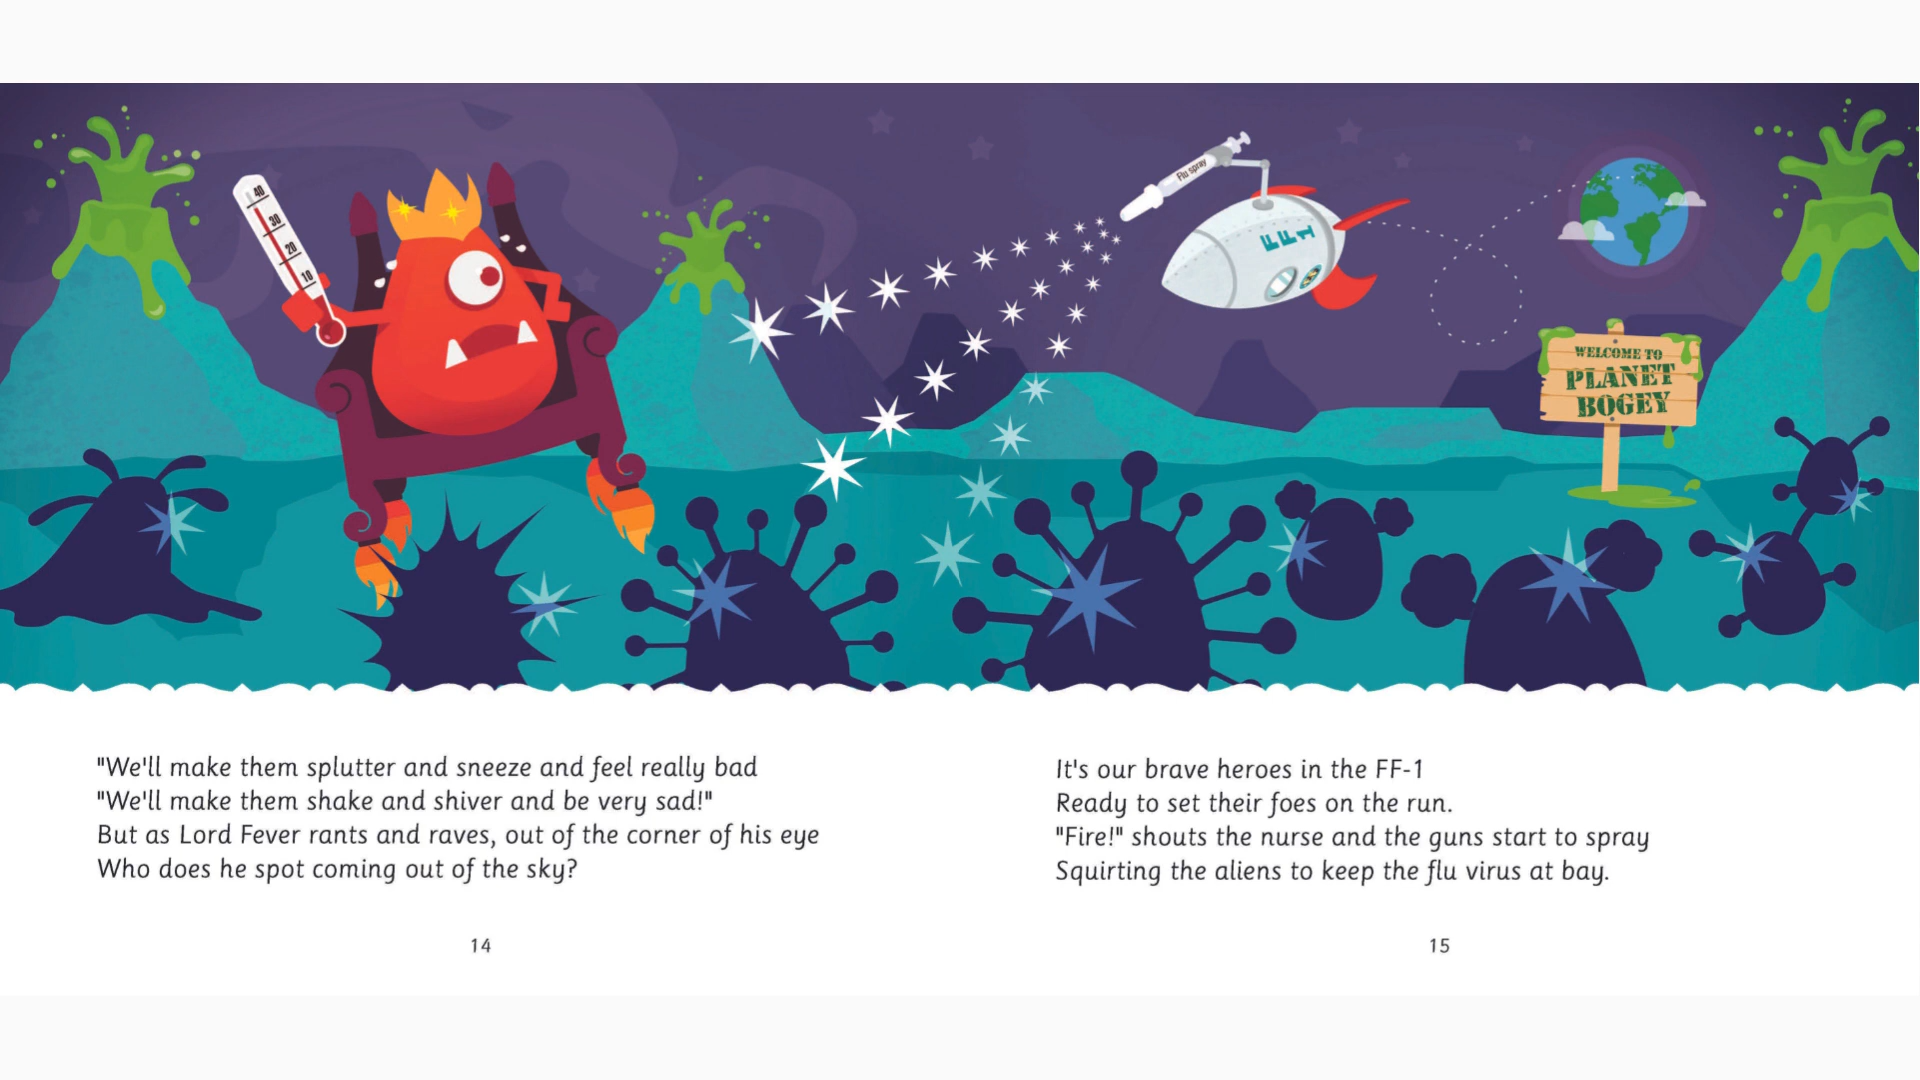 40
30
20
10
Flu spray
FF
1
WELCOME TO
PLANET
BOGEY
"We'll make them splutter and sneeze and feel really bad
"We'll make them shake and shiver and be very sad!"
But as Lord Fever rants and raves, out of the corner of his eye
Who does he spot coming out of the sky?
14
It's our brave heroes in the FF-1
Ready to set their foes on the run.
"Fire!" shouts the nurse and the guns start to spray
Squirting the aliens to keep the flu virus at bay.
15